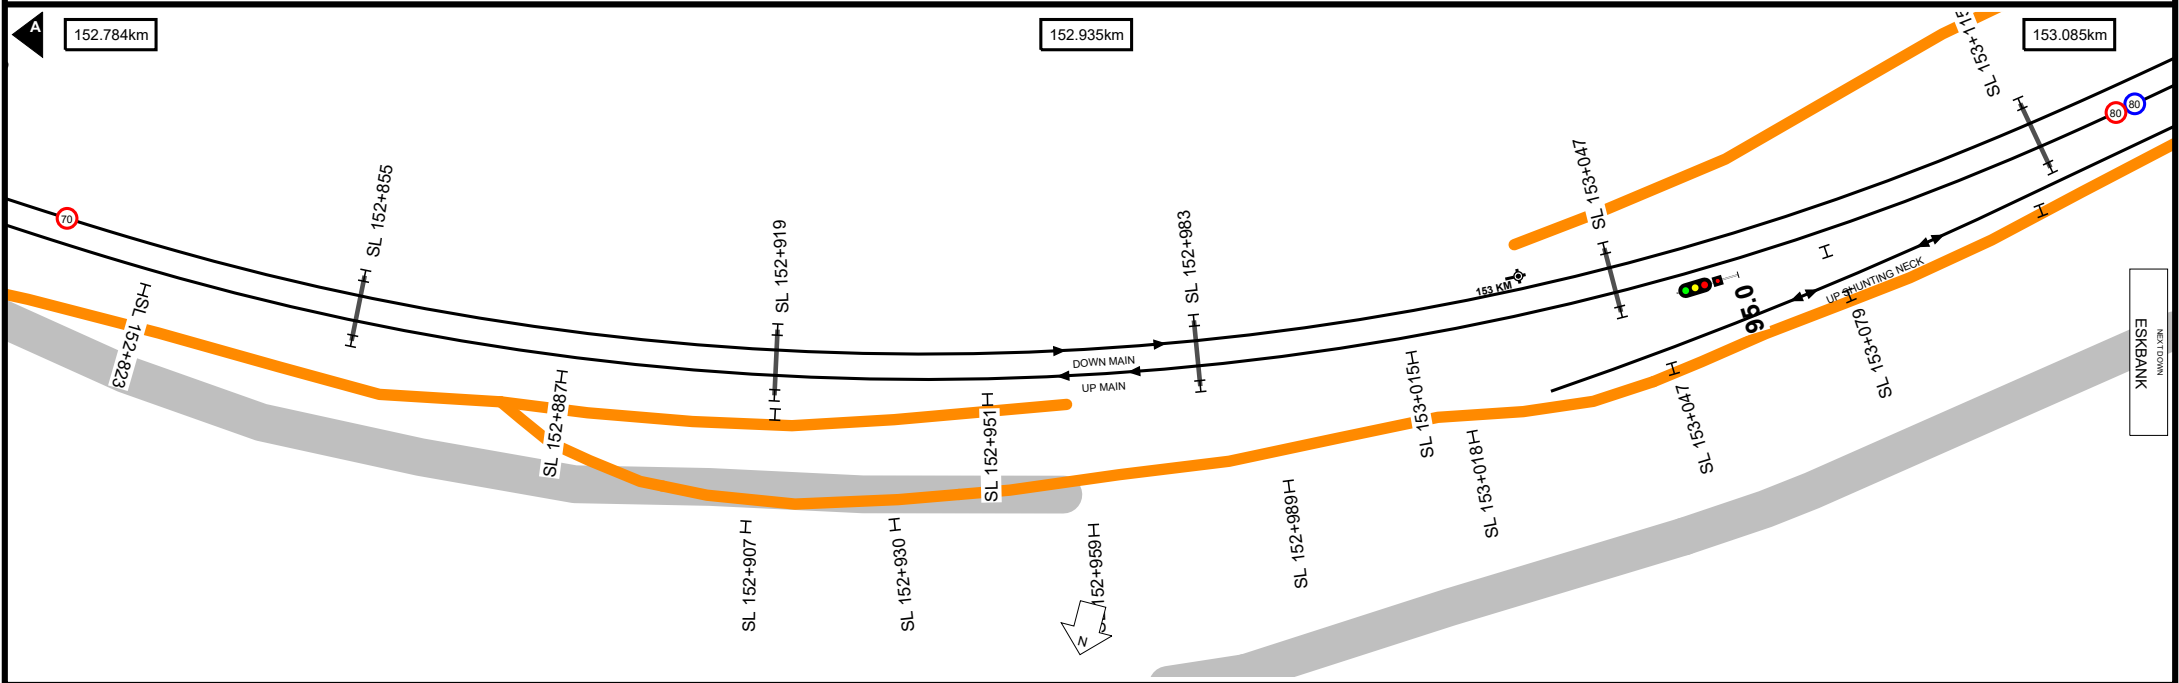 A
152.784km
152.935km
153.085km
SL 153+11
80
80
70
SL 152+855
SL 152+919
SL 152+983
SL 153+047
153 KM
DOWN MAIN
UP MAIN
95.0
UP SHUNTING NECK
SL 152+823
SL 152+887
SL 152+951
SL 153+015
SL 153+018
SL 153+047
SL 153+079
SL 152+907
SL 152+930
152+959
SL 152+989
N
NEXT DOWN
ESKBANK